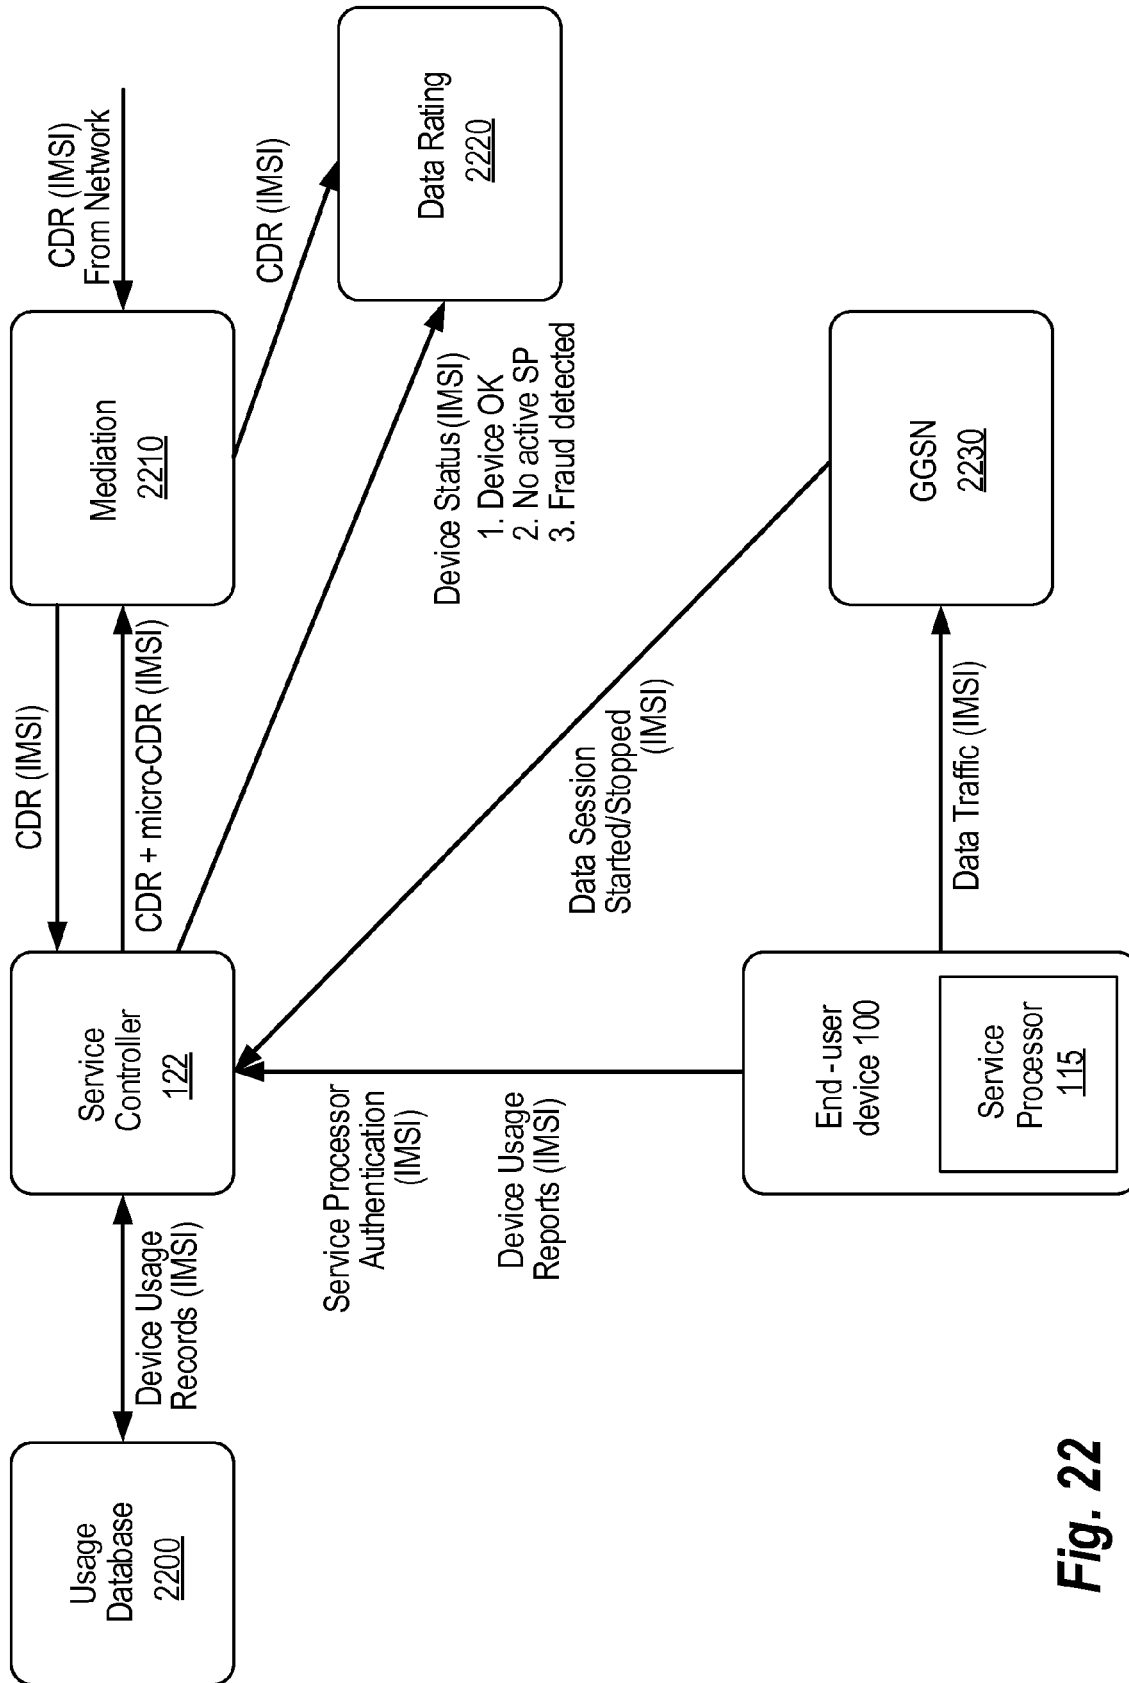 Usage
Database
2200
Device Usage
Records (IMSI)
Service
Controller
122
CDR (IMSI)
CDR + micro-CDR (IMSI)
Mediation
2210
CDR (IMSI)
From Network
CDR (IMSI)
Data Rating
2220
Device Status (IMSI)
1. Device OK
2. No active SP
3. Fraud detected
Service Processor
Authentication
(IMSI)
Device Usage
Reports (IMSI)
Data Session
Started/Stopped
(IMSI)
End -user
device 100
Service
Processor
115
Data Traffic (IMSI)
GGSN
2230
Fig. 22